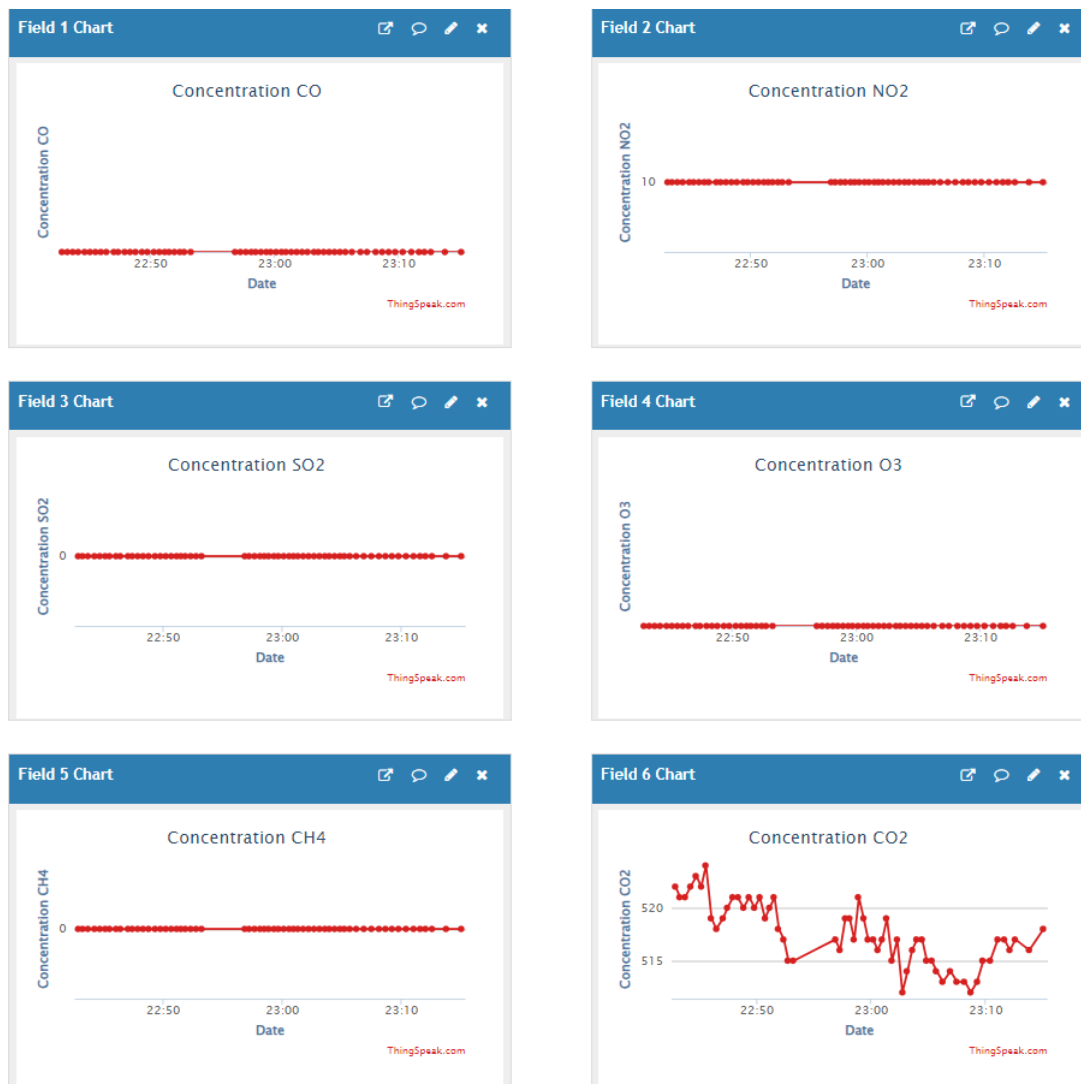 Field 1 Chart
Concentration CO
Concentration CO
22:50 23:00 23:10
Date
ThingSpeak.com
Field 2 Chart
Concentration NO2
Concentration NO2
10
22:50 23:00 23:10
Date
ThingSpeak.com
Field 3 Chart
Concentration SO2
Concentration SO2
0
22:50 23:00 23:10
Date
ThingSpeak.com
Field 4 Chart
Concentration O3
Concentration O3
22:50 23:00 23:10
Date
ThingSpeak.com
Field 5 Chart
Concentration CH4
Concentration CH4
0
22:50 23:00 23:10
Date
ThingSpeak.com
Field 6 Chart
Concentration CO2
Concentration CO2
520
515
22:50 23:00 23:10
Date
ThingSpeak.com